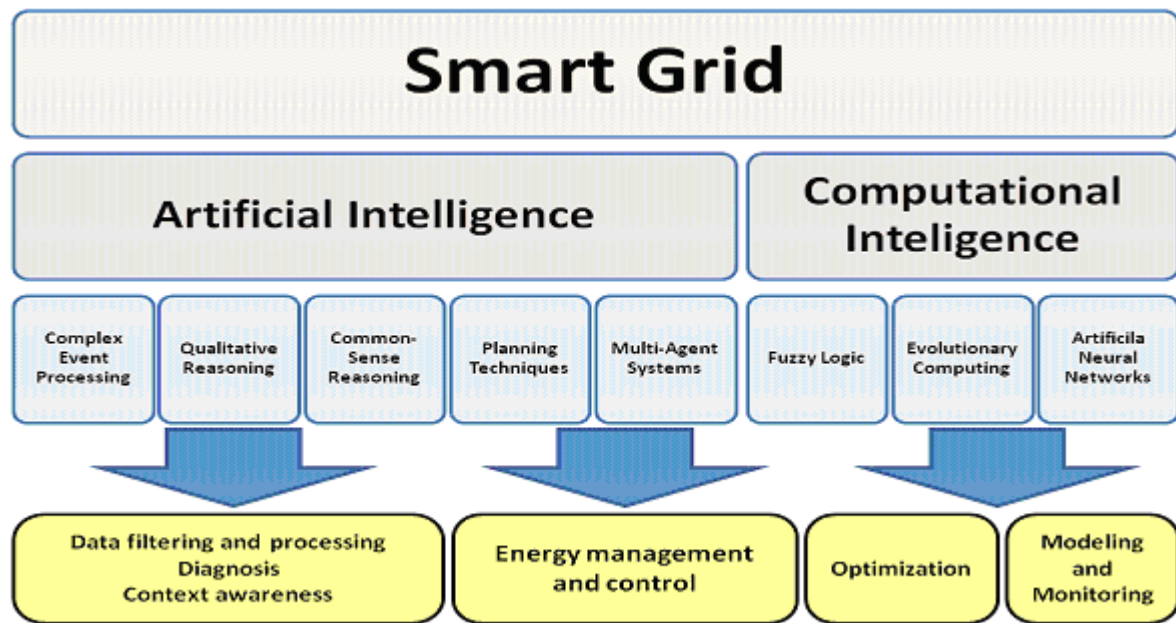 Smart Grid
Artificial Intelligence
Computational
Inteligence
Complex
Event
Processing
Qualitative
Reasoning
Common-
Sense
Reasoning
Planning
Techniques
Multi-Agent
Systems
Fuzzy Logic
Evolutionary
Computing
Artificila
Neural
Networks
Data filtering and processing
Diagnosis
Context awareness
Energy management
and control
Optimization
Modeling
and
Monitoring